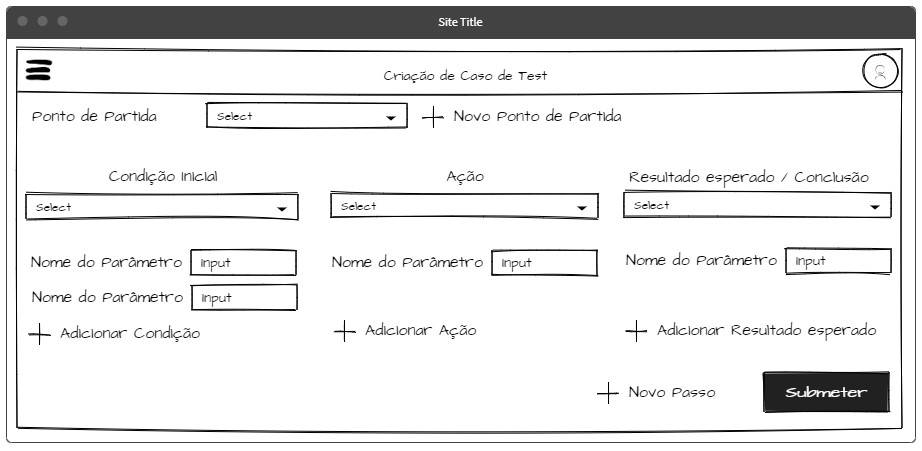 Site Title
Criação de Caso de Test
Ponto de Partida Select Novo Ponto de Partida
Condição Inicial Ação Resultado esperado / Conclusão
Select Select Select
Nome do Parâmetro Input Nome do Parâmetro Input Nome do Parâmetro Input
Nome do Parâmetro Input
Adicionar Condição Adicionar Ação Adicionar Resultado esperado
Novo Passo Submeter